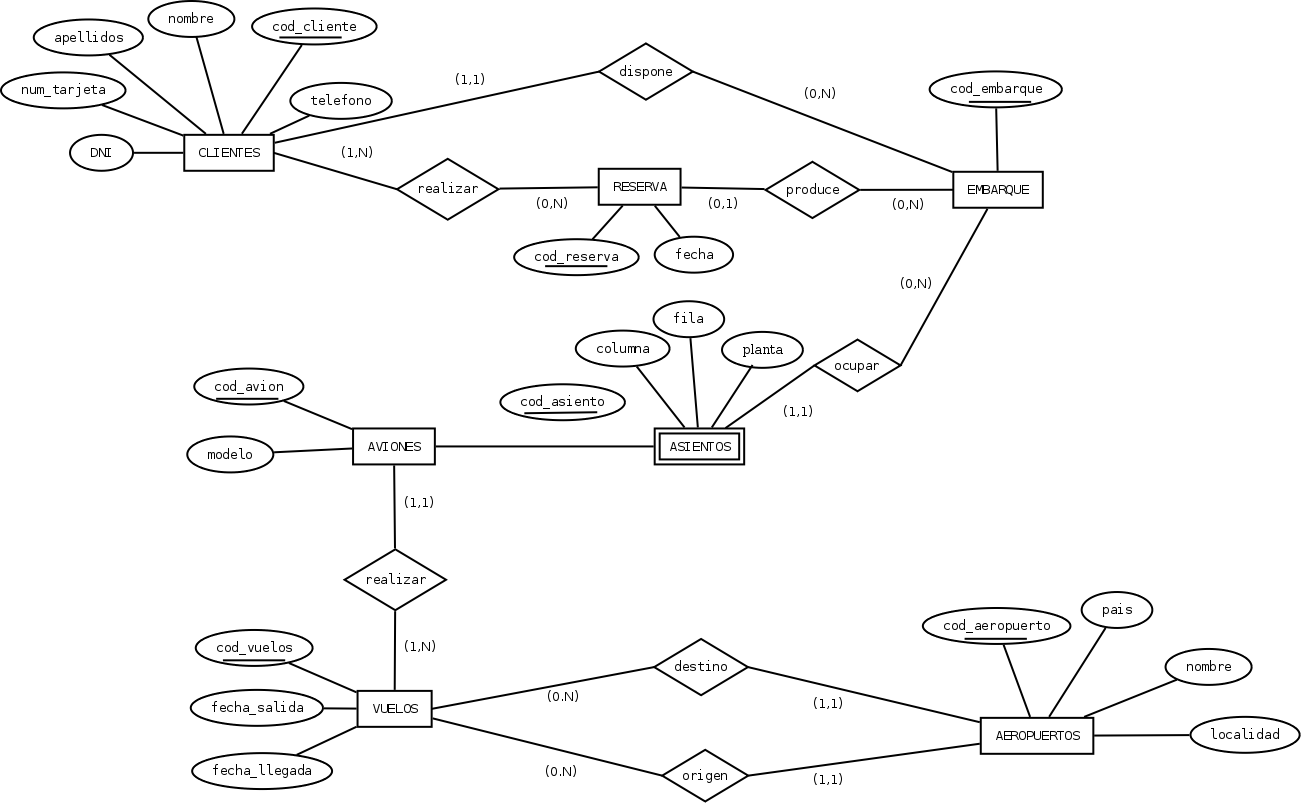 nombre
cod_cliente
apellidos
dispone
(1,1)
num_tarjeta
telefono
(0,N)
cod_embarque
DNI
CLIENTES
(1,N)
realizar
RESERVA
produce
EMBARQUE
(0,N)
(0,1)
(0,N)
cod_reserva
fecha
(0,N)
fila
columna
planta
ocupar
cod_avion
cod_asiento
(1,1)
AVIONES
ASIENTOS
modelo
(1,1)
realizar
pais
cod_aeropuerto
cod_vuelos
(1,N)
destino
nombre
(0.N)
(1,1)
fecha_salida
VUELOS
AEROPUERTOS
localidad
fecha_llegada
(0.N)
origen
(1,1)